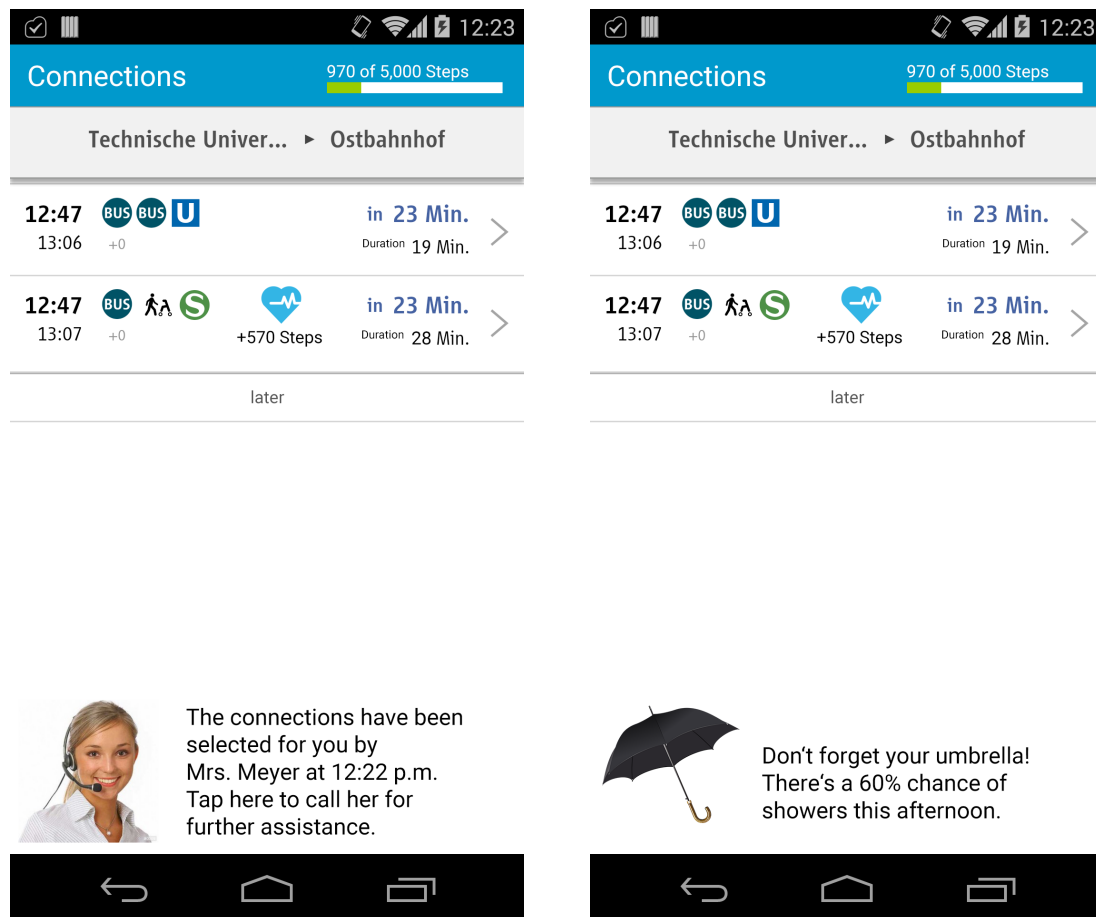 12:23
Connections
970 of 5,000 Steps
Technische Univer... ▸ Ostbahnhof
12:47 BUS BUS U in 23 Min.
13:06 +0 Duration 19 Min.
12:47 BUS S in 23 Min.
13:07 +0 +570 Steps Duration 28 Min.
later
The connections have been
selected for you by
Mrs. Meyer at 12:22 p.m.
Tap here to call her for
further assistance.
12:23
Connections
970 of 5,000 Steps
Technische Univer... ▸ Ostbahnhof
12:47 BUS BUS U in 23 Min.
13:06 +0 Duration 19 Min.
12:47 BUS S in 23 Min.
13:07 +0 +570 Steps Duration 28 Min.
later
Don‘t forget your umbrella!
There‘s a 60% chance of
showers this afternoon.